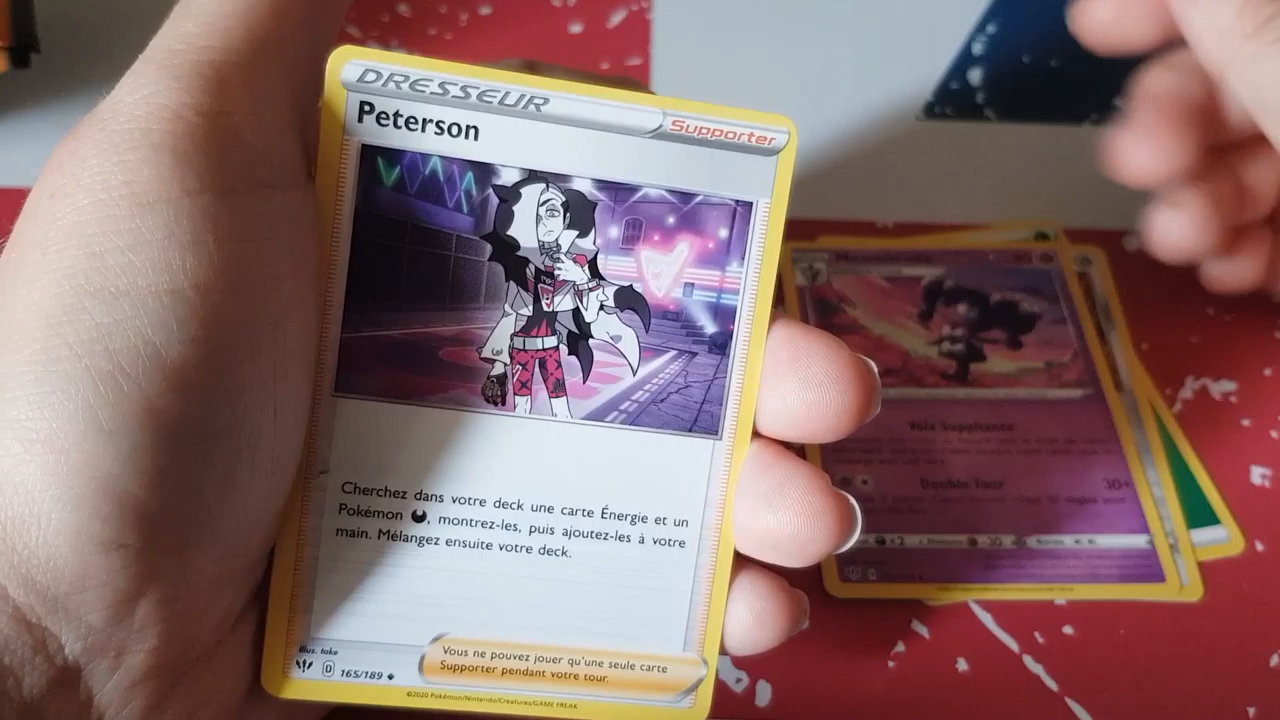 DRESSEUR
Peterson
Supporter
Cherchez dans votre deck une carte Énergie et un
Pokémon , montrez-les, puis ajoutez-les à votre
main. Mélangez ensuite votre deck.
Illus. take
D 165/189
Vous ne pouvez jouer qu'une seule carte
Supporter pendant votre tour.
©2020 Pokémon/Nintendo/Creatures/GAME FREAK
Voix Suppliante
Double Tour 30+
×2
-30